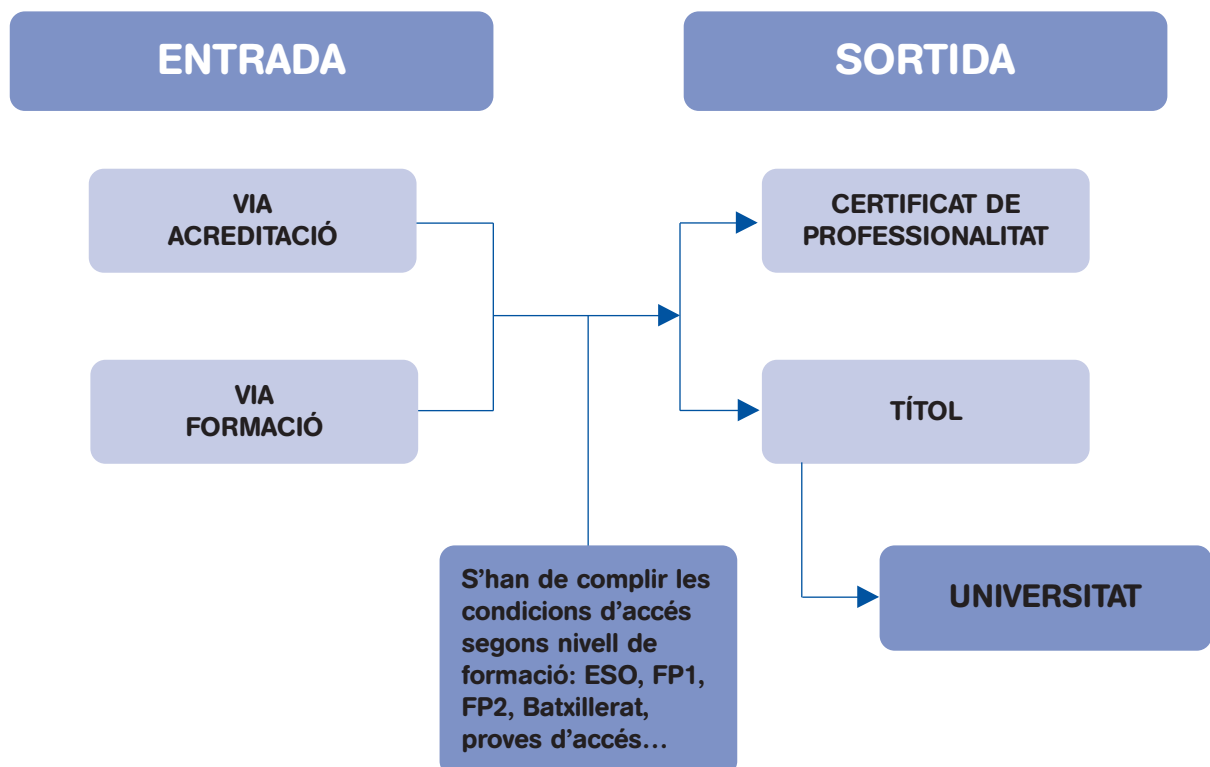 ENTRADA
SORTIDA
VIA
ACREDITACIÓ
CERTIFICAT DE
PROFESSIONALITAT
VIA
FORMACIÓ
TÍTOL
S'han de complir les
condicions d'accés
segons nivell de
formació: ESO, FP1,
FP2, Batxillerat,
proves d'accés…
UNIVERSITAT